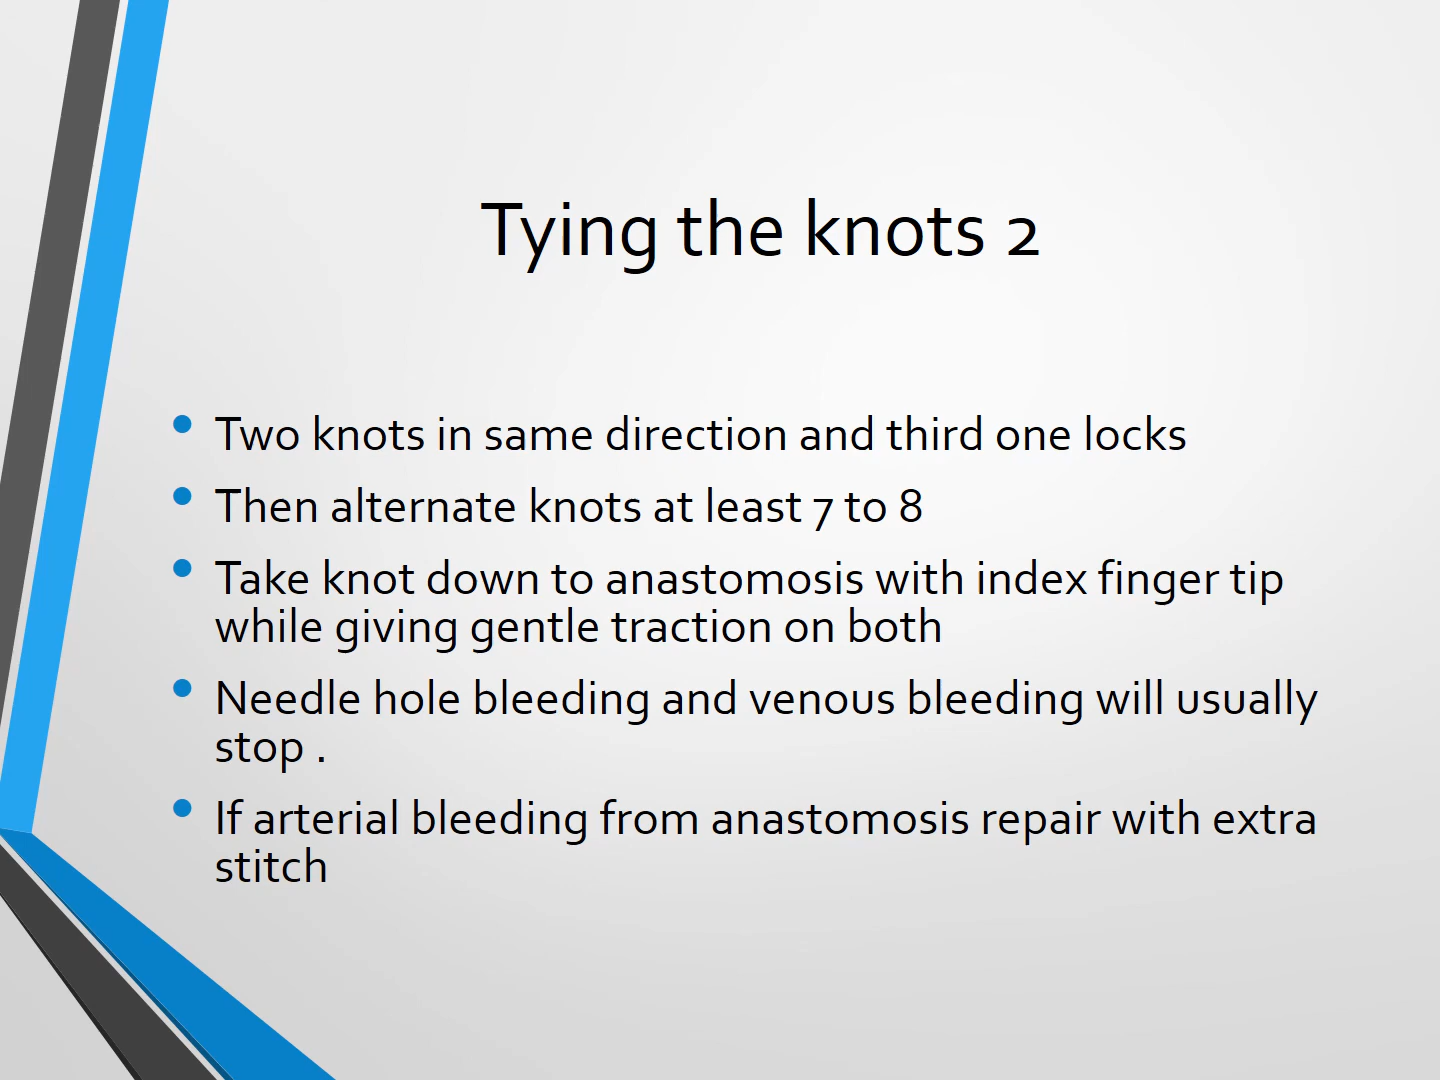 Tying the knots 2
• Two knots in same direction and third one locks
• Then alternate knots at least 7 to 8
• Take knot down to anastomosis with index finger tip
while giving gentle traction on both
• Needle hole bleeding and venous bleeding will usually
stop .
• If arterial bleeding from anastomosis repair with extra
stitch